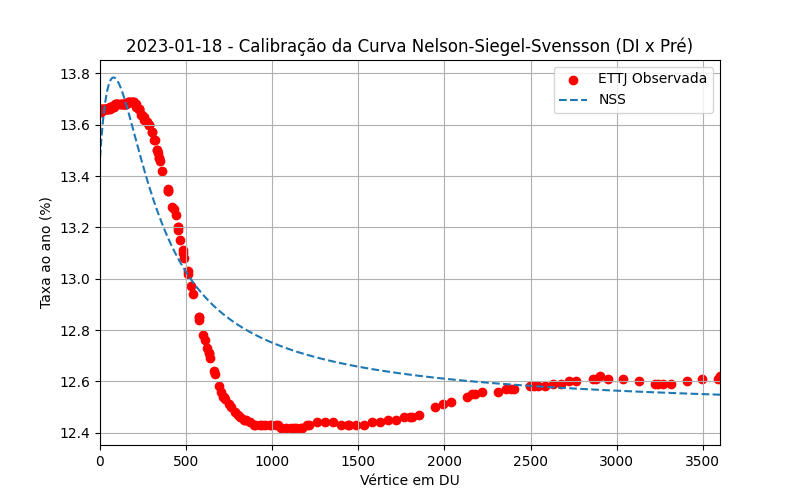 2023-01-18 - Calibração da Curva Nelson-Siegel-Svensson (DI x Pré)
ETTJ Observada
NSS
Taxa ao ano (%)
13.8
13.6
13.4
13.2
13.0
12.8
12.6
12.4
0 500 1000 1500 2000 2500 3000 3500
Vértice em DU